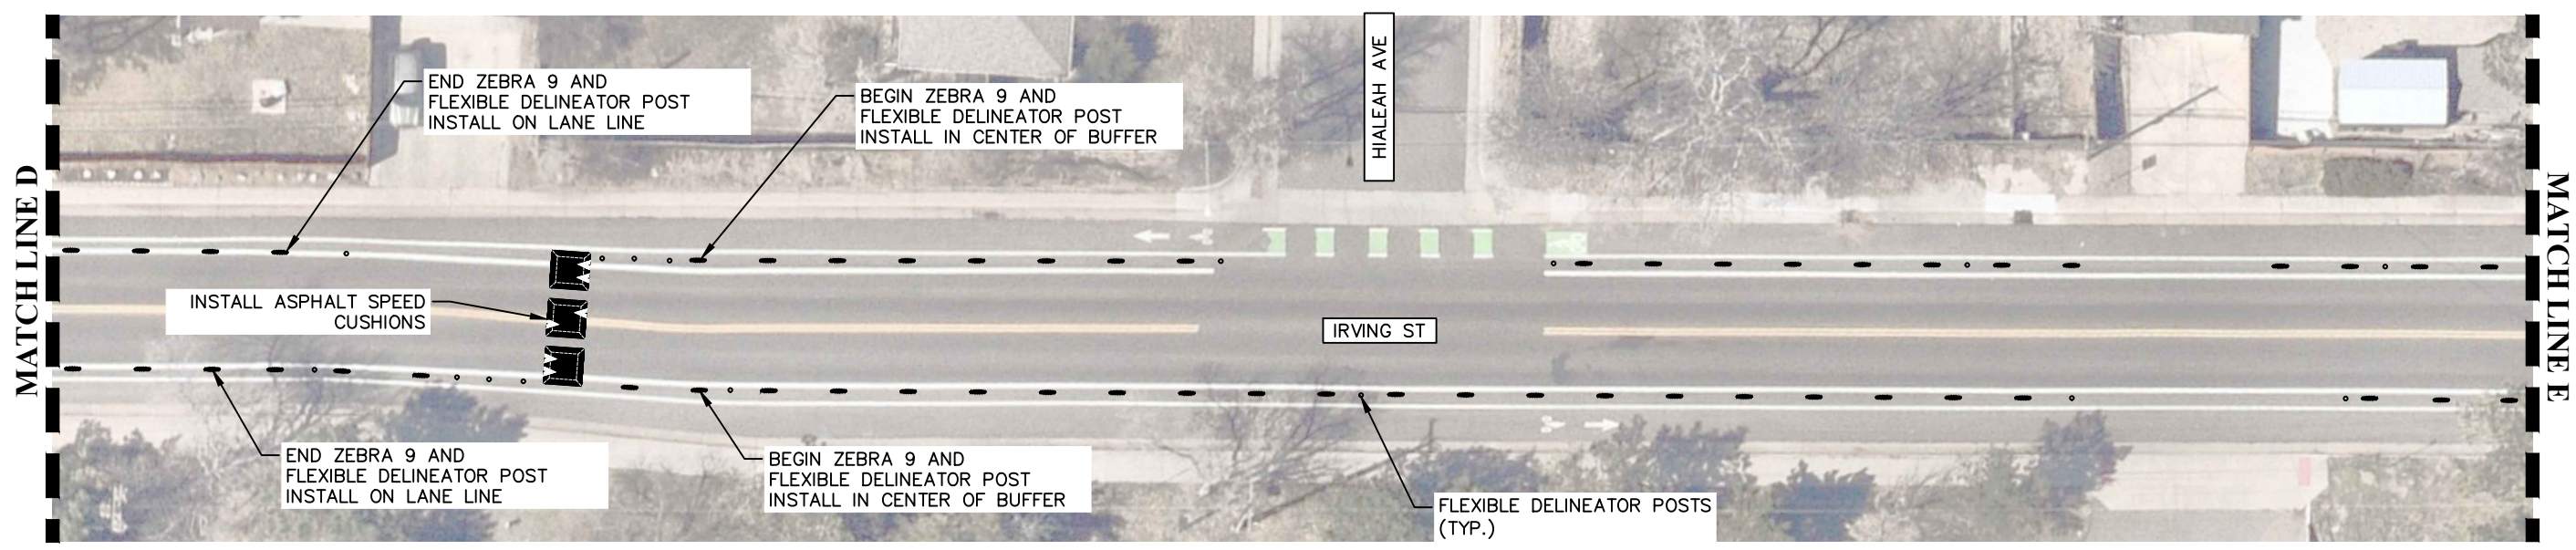 MATCH LINE D
END ZEBRA 9 AND
FLEXIBLE DELINEATOR POST
INSTALL ON LANE LINE
BEGIN ZEBRA 9 AND
FLEXIBLE DELINEATOR POST
INSTALL IN CENTER OF BUFFER
HIALEAH AVE
INSTALL ASPHALT SPEED
CUSHIONS
IRVING ST
END ZEBRA 9 AND
FLEXIBLE DELINEATOR POST
INSTALL ON LANE LINE
BEGIN ZEBRA 9 AND
FLEXIBLE DELINEATOR POST
INSTALL IN CENTER OF BUFFER
FLEXIBLE DELINEATOR POSTS
(TYP.)
MATCH LINE E